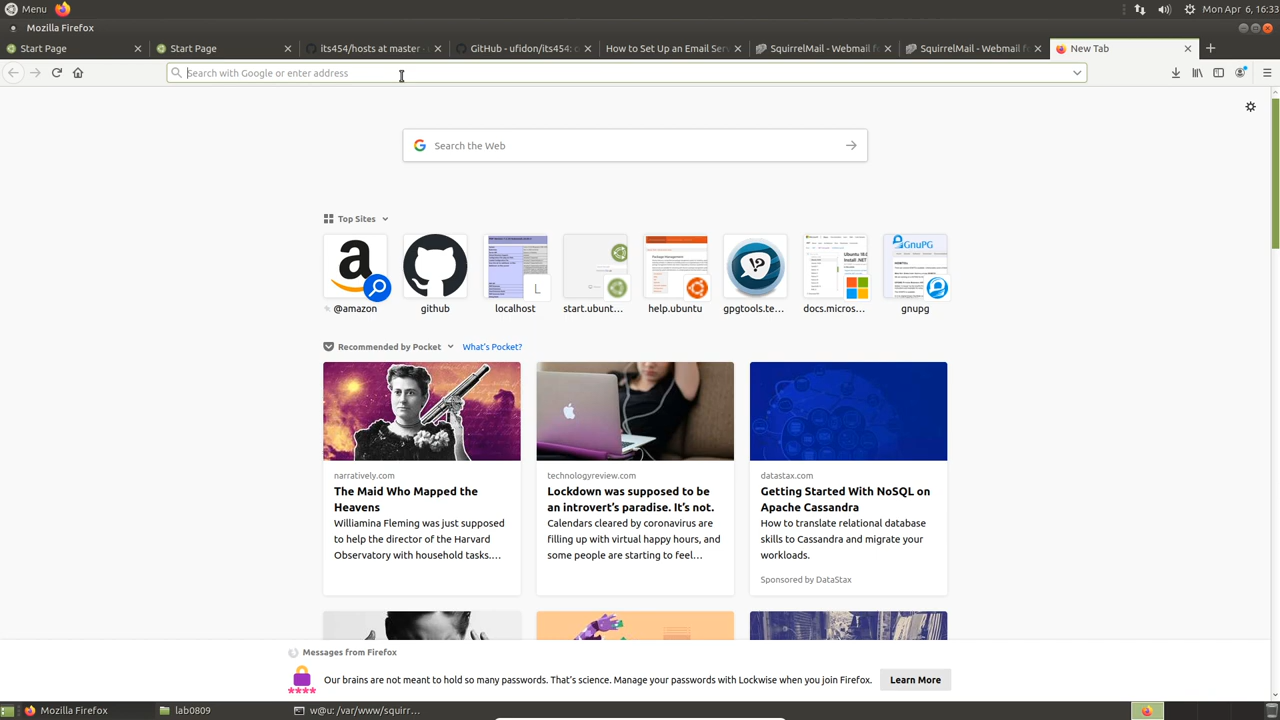 Menu
Mon Apr 6, 16:33
Mozilla Firefox
Start Page
Start Page
its454/hosts at master ·
GitHub - ufidon/its454: c
How to Set Up an Email Serv
SquirrelMail - Webmail fo
SquirrelMail - Webmail fo
New Tab
Search with Google or enter address
Search the Web
Top Sites
@amazon
github
localhost
start.ubunt...
help.ubuntu
gpgtools.te...
docs.micros...
gnupg
Recommended by Pocket
What's Pocket?
narratively.com
The Maid Who Mapped the
Heavens
Williamina Fleming was just supposed
to help the director of the Harvard
Observatory with household tasks.…
technologyreview.com
Lockdown was supposed to be
an introvert's paradise. It's not.
Calendars cleared by coronavirus are
filling up with virtual happy hours, and
some people are starting to feel…
datastax.com
Getting Started With NoSQL on
Apache Cassandra
How to translate relational database
skills to Cassandra and migrate your
workloads.
Sponsored by DataStax
Messages from Firefox
Our brains are not meant to hold so many passwords. That's science. Manage your passwords with Lockwise when you join Firefox.
Learn More
Mozilla Firefox
lab0809
w@u: /var/www/squirr...